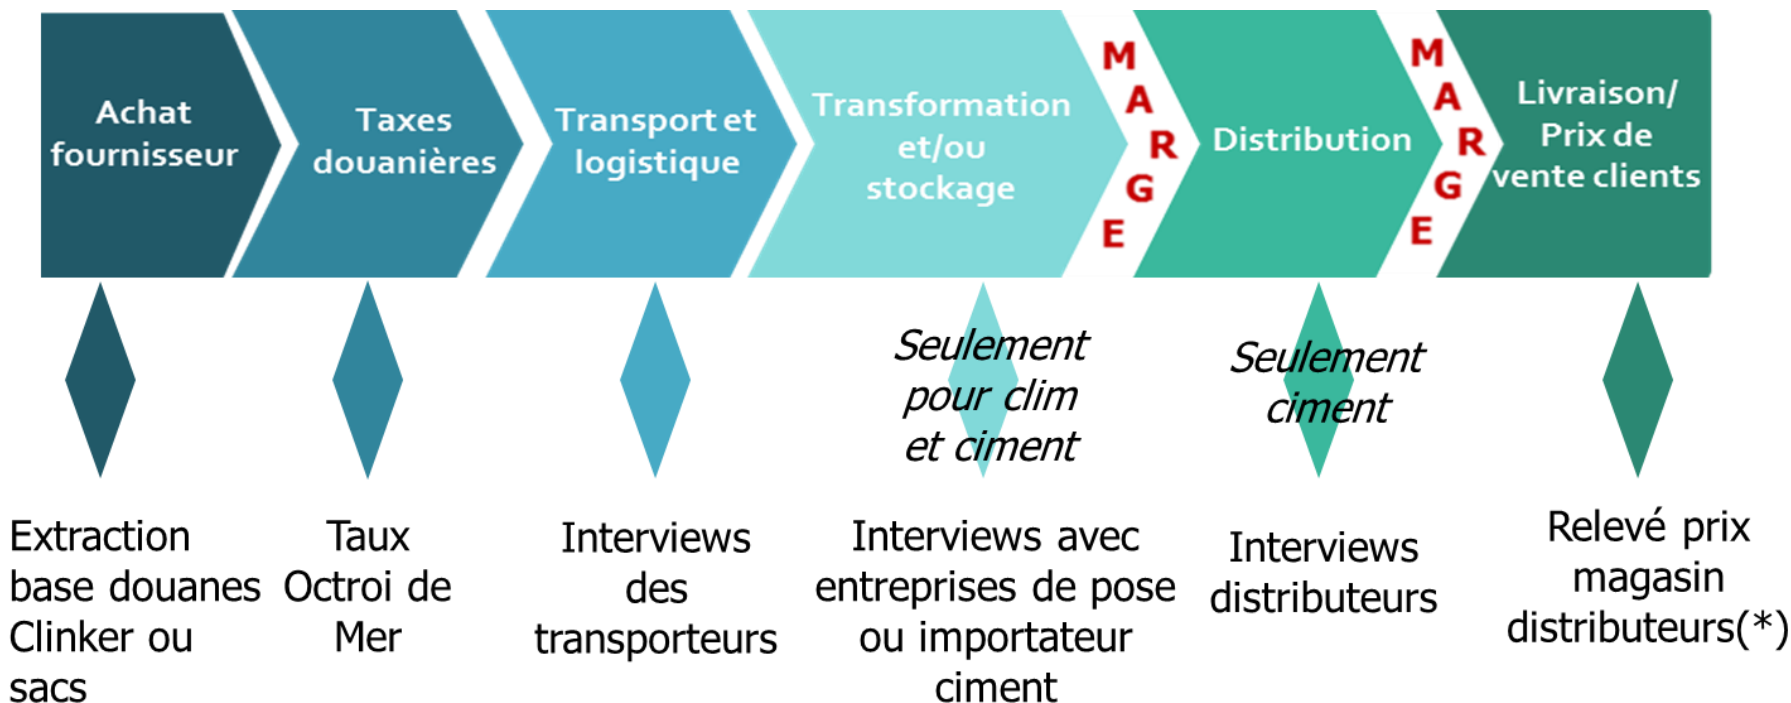 Achat
fournisseur
Taxes
douanières
Transport et
logistique
Transformation
et/ou
stockage
MARGE
Distribution
MARGE
Livraison/
Prix de
vente clients
Seulement
pour clim
et ciment
Seulement
ciment
Extraction
base douanes
Clinker ou
sacs
Taux
Octroi de
Mer
Interviews
des
transporteurs
Interviews avec
entreprises de pose
ou importateur
ciment
Interviews
distributeurs
Relevé prix
magasin
distributeurs(*)